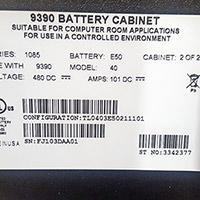 9390 BATTERY CABINET
SUITABLE FOR COMPUTER ROOM APPLICATIONS
FOR USE IN A CONTROLLED ENVIRONMENT
RIES: 1085 BATTERY: E50 CABINET: 2 OF 2
E WITH 9390 MODEL: 40
LTAGE: 480 DC AMPS: 101 DC
CONFIGURATION: TL0403E50211101
SN: FJ103DAA01
IN USA
ST NO: 3342377